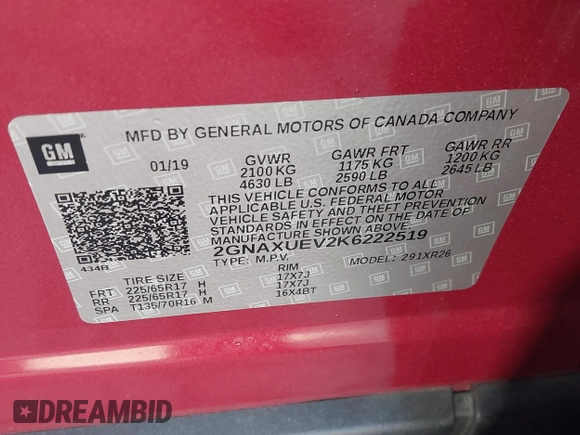 GM
MFD BY GENERAL MOTORS OF CANADA COMPANY
01/19 GVWR GAWR FRT GAWR RR
2100 KG 1175 KG 1200 KG
4630 LB 2590 LB 2645 LB
THIS VEHICLE CONFORMS TO ALL
APPLICABLE U.S. FEDERAL MOTOR
VEHICLE SAFETY AND THEFT PREVENTION
STANDARDS IN EFFECT ON THE DATE OF
MANUFACTURE SHOWN ABOVE.
2GNAXUEV2K6222519
434B TYPE: M.P.V. MODEL: 291XR26
TIRE SIZE RIM
FRT 225/65R17 H 17X7J
RR 225/65R17 H 17X7J
SPA T135/70R16 M 16X4BT
DREAMBID